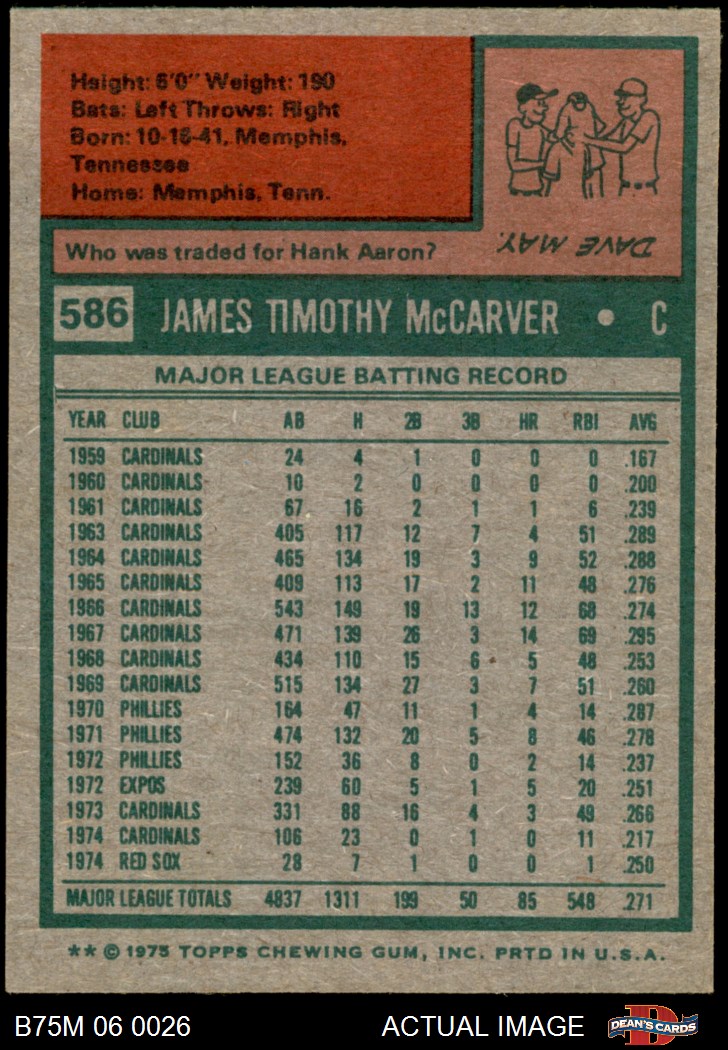 Height: 6'0" Weight: 190
Bats: Left Throws: Right
Born: 10-16-41, Memphis,
Tennessee
Home: Memphis, Tenn.
DAVE MAY.
Who was traded for Hank Aaron?
586 JAMES TIMOTHY McCARVER • C
MAJOR LEAGUE BATTING RECORD
YEAR CLUB AB H 2B 3B HR RBI AVG
1959 CARDINALS 24 4 1 0 0 0 .167
1960 CARDINALS 10 2 0 0 0 0 .200
1961 CARDINALS 67 16 2 1 1 6 .239
1963 CARDINALS 405 117 12 7 4 51 .289
1964 CARDINALS 465 134 19 3 9 52 .288
1965 CARDINALS 409 113 17 2 11 48 .276
1966 CARDINALS 543 149 19 13 12 68 .274
1967 CARDINALS 471 139 26 3 14 69 .295
1968 CARDINALS 434 110 15 6 5 48 .253
1969 CARDINALS 515 134 27 3 7 51 .260
1970 PHILLIES 164 47 11 1 4 14 .287
1971 PHILLIES 474 132 20 5 8 46 .278
1972 PHILLIES 152 36 8 0 2 14 .237
1972 EXPOS 239 60 5 1 5 20 .251
1973 CARDINALS 331 88 16 4 3 49 .266
1974 CARDINALS 106 23 0 1 0 11 .217
1974 RED SOX 28 7 1 0 0 1 .250
MAJOR LEAGUE TOTALS 4837 1311 199 50 85 548 .271
** © 1975 TOPPS CHEWING GUM, INC. PRTD IN U.S.A.
B75M 06 0026 ACTUAL IMAGE D DEAN'S CARDS